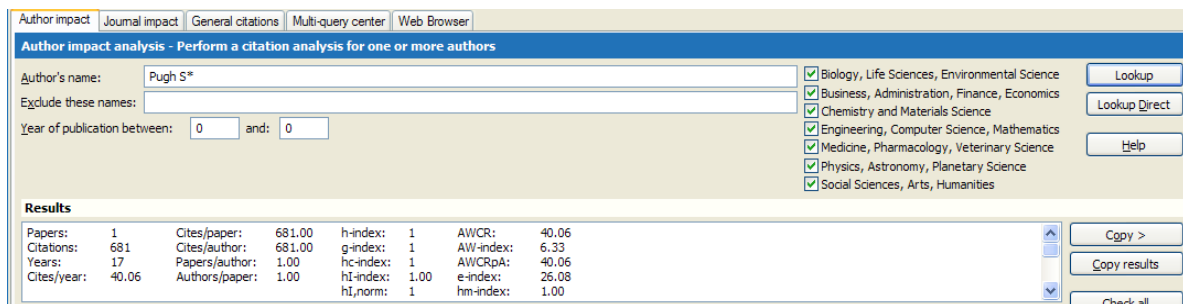 Author impact Journal impact General citations Multi-query center Web Browser
Author impact analysis - Perform a citation analysis for one or more authors
Author's name: Pugh S* Biology, Life Sciences, Environmental Science Lookup
Exclude these names: Business, Administration, Finance, Economics Lookup Direct
Year of publication between: 0 and: 0 Chemistry and Materials Science
Engineering, Computer Science, Mathematics Help
Medicine, Pharmacology, Veterinary Science
Physics, Astronomy, Planetary Science
Social Sciences, Arts, Humanities
Results
Papers: 1 Cites/paper: 681.00 h-index: 1 AWCR: 40.06 Copy >
Citations: 681 Cites/author: 681.00 g-index: 1 AW-index: 6.33
Years: 17 Papers/author: 1.00 hc-index: 1 AWCRpA: 40.06 Copy results
Cites/year: 40.06 Authors/paper: 1.00 hI-index: 1.00 e-index: 26.08
hI,norm: 1 hm-index: 1.00 Check all